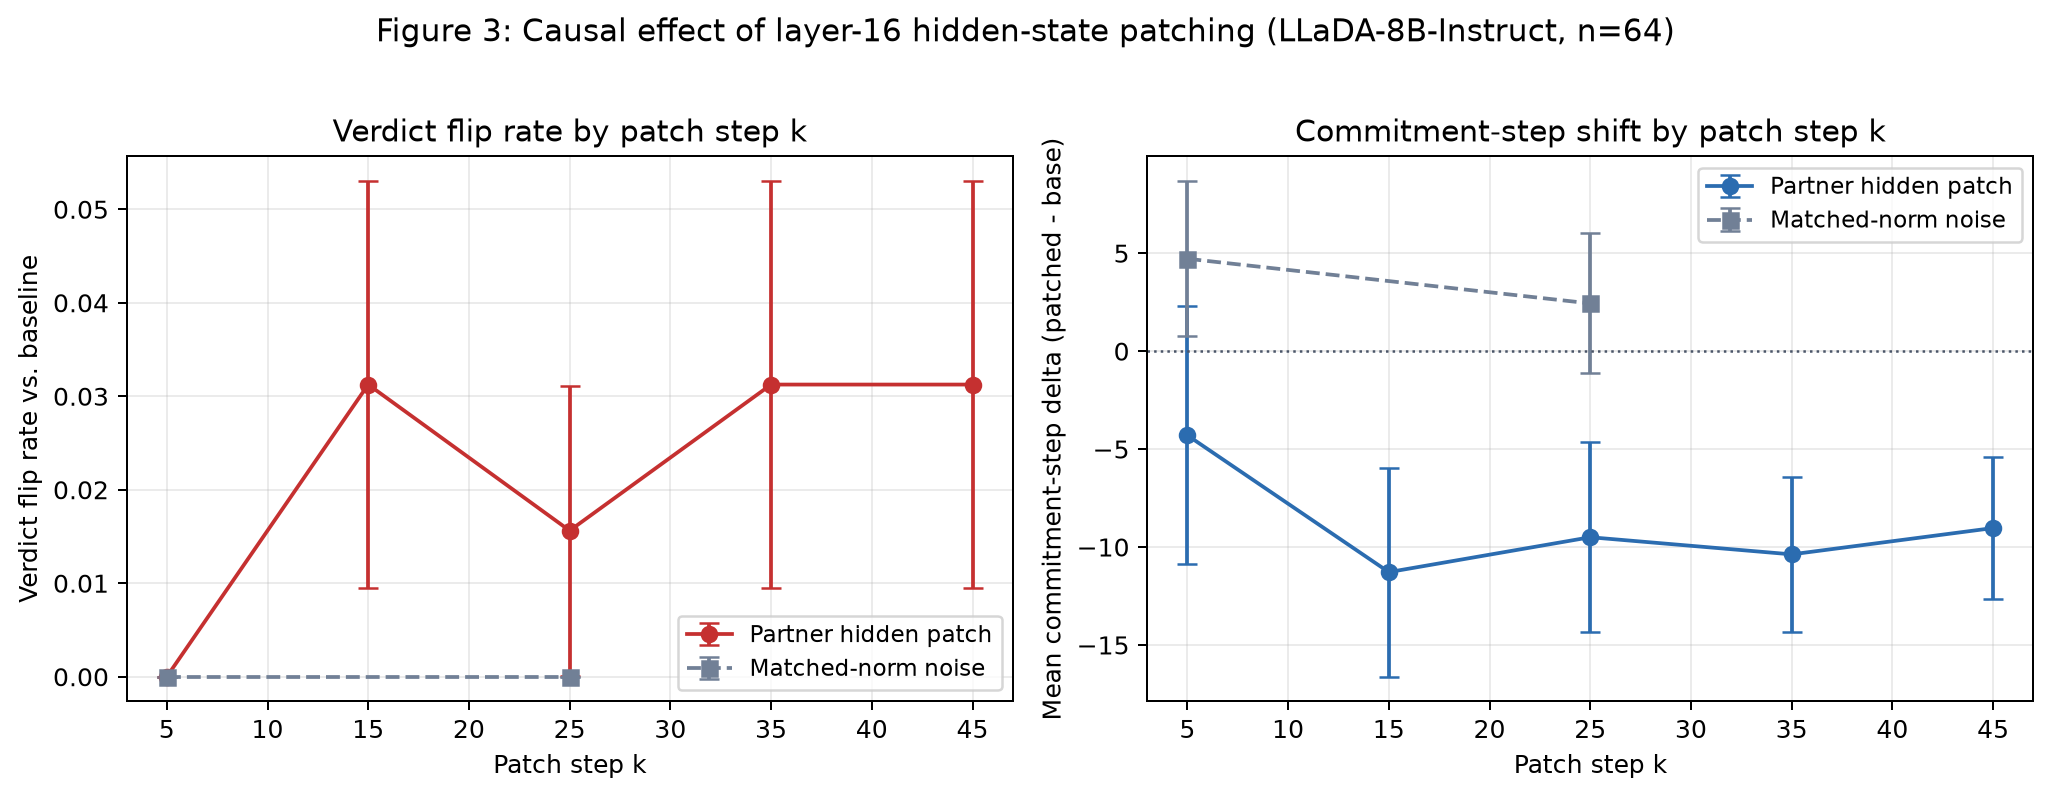 Figure 3: Causal effect of layer-16 hidden-state patching (LLaDA-8B-Instruct, n=64)
Verdict flip rate by patch step k
Verdict flip rate vs. baseline
0.05
0.04
0.03
0.02
0.01
0.00
Partner hidden patch
Matched-norm noise
5 10 15 20 25 30 35 40 45
Patch step k
Commitment-step shift by patch step k
Mean commitment-step delta (patched - base)
5
0
−5
−10
−15
Partner hidden patch
Matched-norm noise
5 10 15 20 25 30 35 40 45
Patch step k